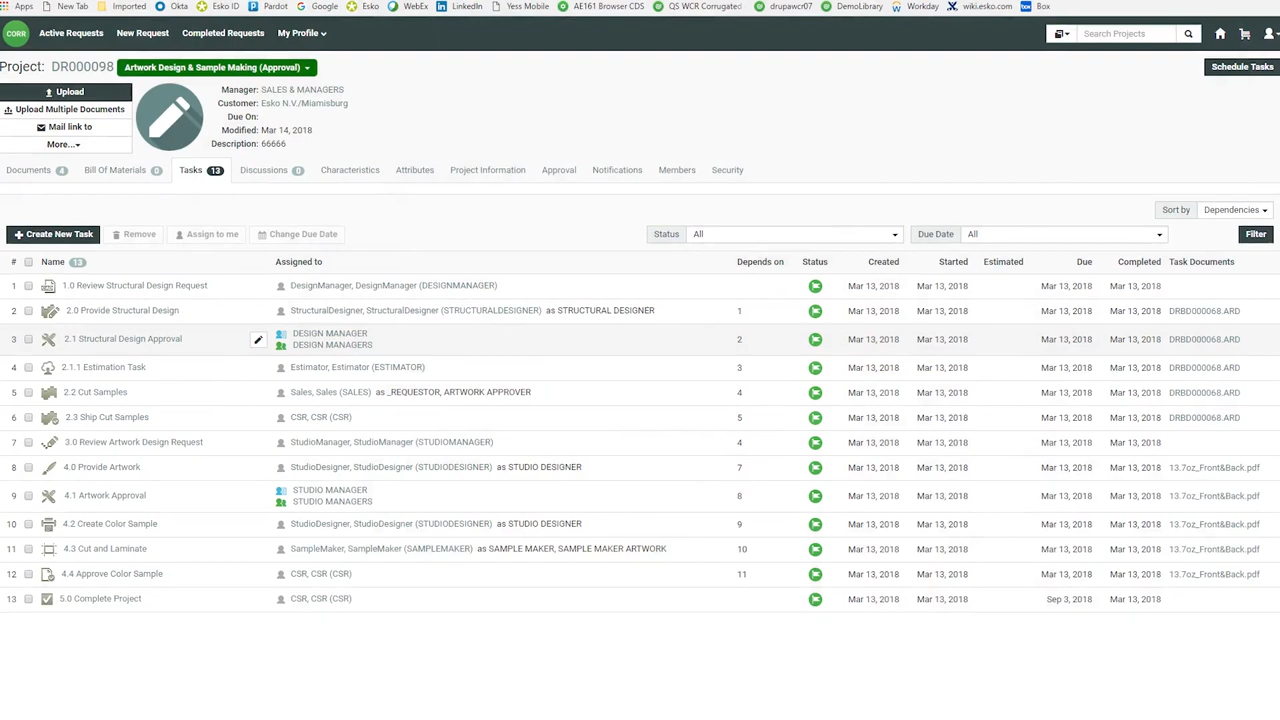 Apps New Tab Imported Okta Esko ID Pardot Google Esko WebEx LinkedIn Yess Mobile AE161 Browser CDS QS WCR Corrugated drupawcr07 DemoLibrary Workday wiki.esko.com Box
CORR Active Requests New Request Completed Requests My Profile Search Projects
Project: DR000098 Artwork Design & Sample Making (Approval) Schedule Tasks
Upload
Upload Multiple Documents
Mail link to
More...
Manager: SALES & MANAGERS
Customer: Esko N.V./Miamisburg
Due On:
Modified: Mar 14, 2018
Description: 66666
Documents 4 Bill Of Materials 0 Tasks 13 Discussions 0 Characteristics Attributes Project Information Approval Notifications Members Security
Sort by Dependencies
Create New Task Remove Assign to me Change Due Date Status All Due Date All Filter
# Name 13 Assigned to Depends on Status Created Started Estimated Due Completed Task Documents
1 1.0 Review Structural Design Request DesignManager, DesignManager (DESIGNMANAGER) Mar 13, 2018 Mar 13, 2018 Mar 13, 2018 Mar 13, 2018
2 2.0 Provide Structural Design StructuralDesigner, StructuralDesigner (STRUCTURALDESIGNER) as STRUCTURAL DESIGNER 1 Mar 13, 2018 Mar 13, 2018 Mar 13, 2018 Mar 13, 2018 DRBD000068.ARD
3 2.1 Structural Design Approval DESIGN MANAGER 2 Mar 13, 2018 Mar 13, 2018 Mar 13, 2018 Mar 13, 2018 DRBD000068.ARD
DESIGN MANAGERS
4 2.1.1 Estimation Task Estimator, Estimator (ESTIMATOR) 3 Mar 13, 2018 Mar 13, 2018 Mar 13, 2018 Mar 13, 2018 DRBD000068.ARD
5 2.2 Cut Samples Sales, Sales (SALES) as _REQUESTOR, ARTWORK APPROVER 4 Mar 13, 2018 Mar 13, 2018 Mar 13, 2018 Mar 13, 2018 DRBD000068.ARD
6 2.3 Ship Cut Samples CSR, CSR (CSR) 5 Mar 13, 2018 Mar 13, 2018 Mar 13, 2018 Mar 13, 2018 DRBD000068.ARD
7 3.0 Review Artwork Design Request StudioManager, StudioManager (STUDIOMANAGER) 4 Mar 13, 2018 Mar 13, 2018 Mar 13, 2018 Mar 13, 2018
8 4.0 Provide Artwork StudioDesigner, StudioDesigner (STUDIODESIGNER) as STUDIO DESIGNER 7 Mar 13, 2018 Mar 13, 2018 Mar 13, 2018 Mar 13, 2018 13.7oz_Front&Back.pdf
9 4.1 Artwork Approval STUDIO MANAGER 8 Mar 13, 2018 Mar 13, 2018 Mar 13, 2018 Mar 13, 2018 13.7oz_Front&Back.pdf
STUDIO MANAGERS
10 4.2 Create Color Sample StudioDesigner, StudioDesigner (STUDIODESIGNER) as STUDIO DESIGNER 9 Mar 13, 2018 Mar 13, 2018 Mar 13, 2018 Mar 13, 2018 13.7oz_Front&Back.pdf
11 4.3 Cut and Laminate SampleMaker, SampleMaker (SAMPLEMAKER) as SAMPLE MAKER, SAMPLE MAKER ARTWORK 10 Mar 13, 2018 Mar 13, 2018 Mar 13, 2018 Mar 13, 2018 13.7oz_Front&Back.pdf
12 4.4 Approve Color Sample CSR, CSR (CSR) 11 Mar 13, 2018 Mar 13, 2018 Mar 13, 2018 Mar 13, 2018 13.7oz_Front&Back.pdf
13 5.0 Complete Project CSR, CSR (CSR) Mar 13, 2018 Mar 13, 2018 Sep 3, 2018 Mar 13, 2018